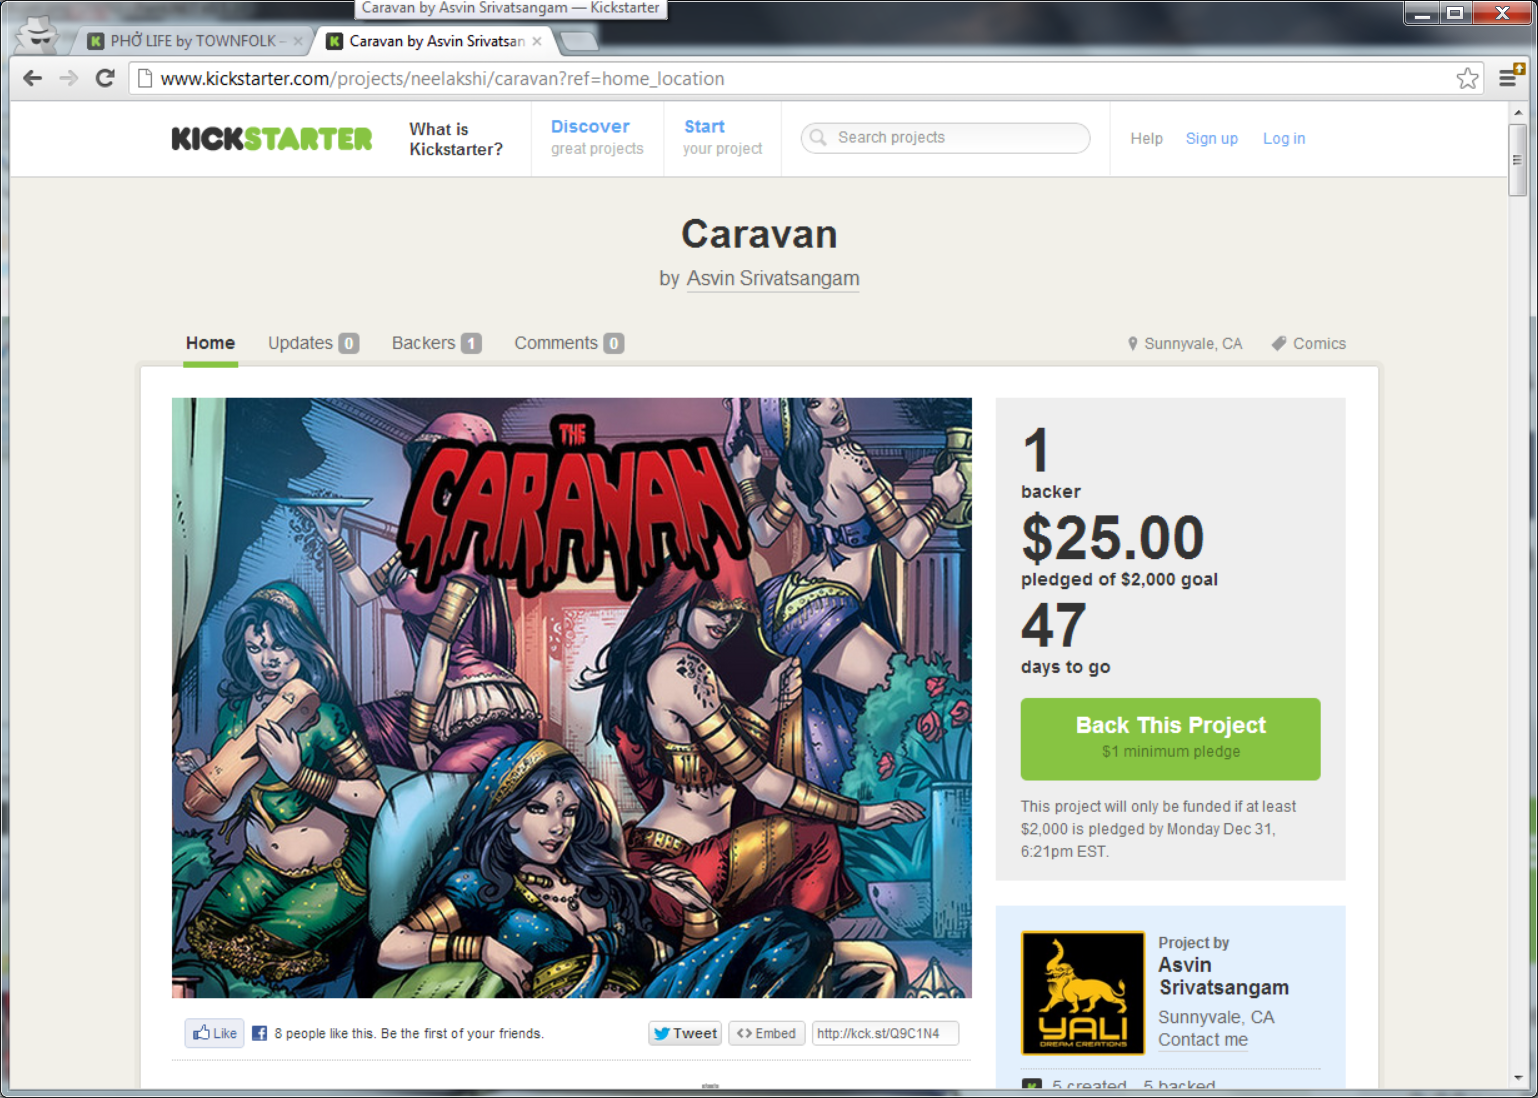 Caravan by Asvin Srivatsangam — Kickstarter
PHỞ LIFE by TOWNFOLK -
Caravan by Asvin Srivatsan
www.kickstarter.com/projects/neelakshi/caravan?ref=home_location
KICKSTARTER
What is
Kickstarter?
Discover
great projects
Start
your project
Search projects
Help
Sign up
Log in
Caravan
by Asvin Srivatsangam
Home
Updates 0
Backers 1
Comments 0
Sunnyvale, CA
Comics
THE
CARAVAN
1
backer
$25.00
pledged of $2,000 goal
47
days to go
Back This Project
$1 minimum pledge
This project will only be funded if at least
$2,000 is pledged by Monday Dec 31,
6:21pm EST.
YALI
DREAM CREATIONS
Project by
Asvin
Srivatsangam
Sunnyvale, CA
Contact me
5 created 5 backed
Like
8 people like this. Be the first of your friends.
Tweet
Embed
http://kck.st/Q9C1N4